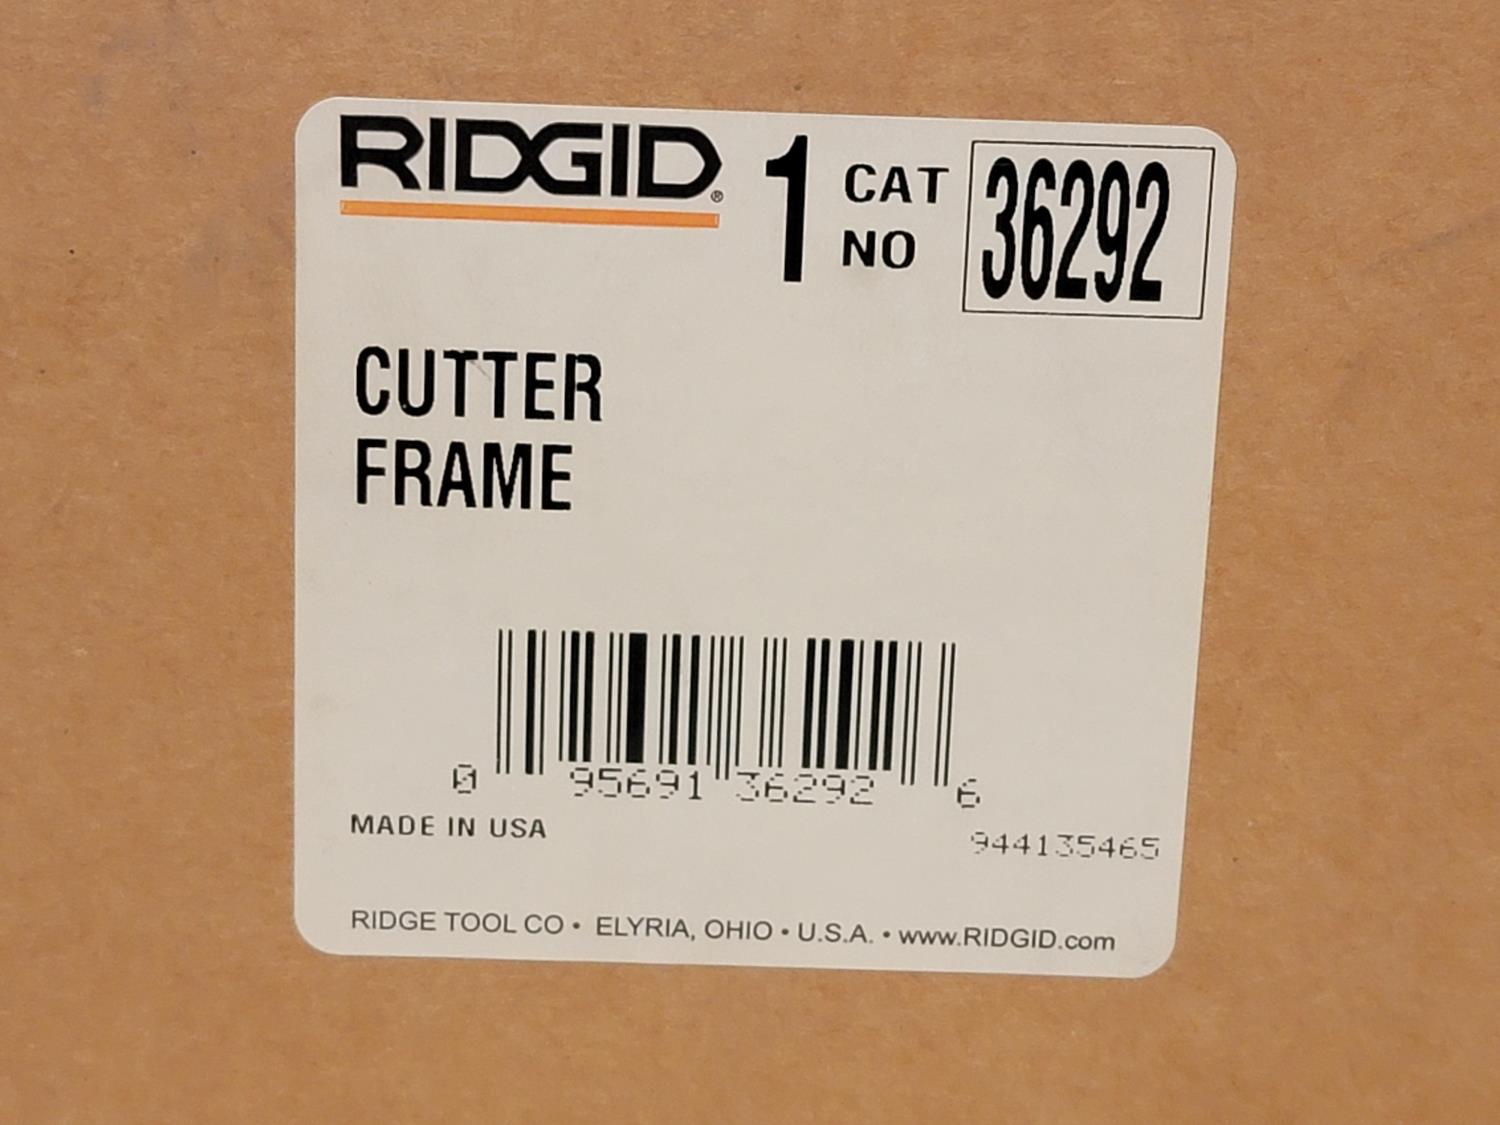 RIDGID® 1 CAT NO 36292
CUTTER
FRAME
0 95691 36292 6
MADE IN USA
944135465
RIDGE TOOL CO • ELYRIA, OHIO • U.S.A. • www.RIDGID.com